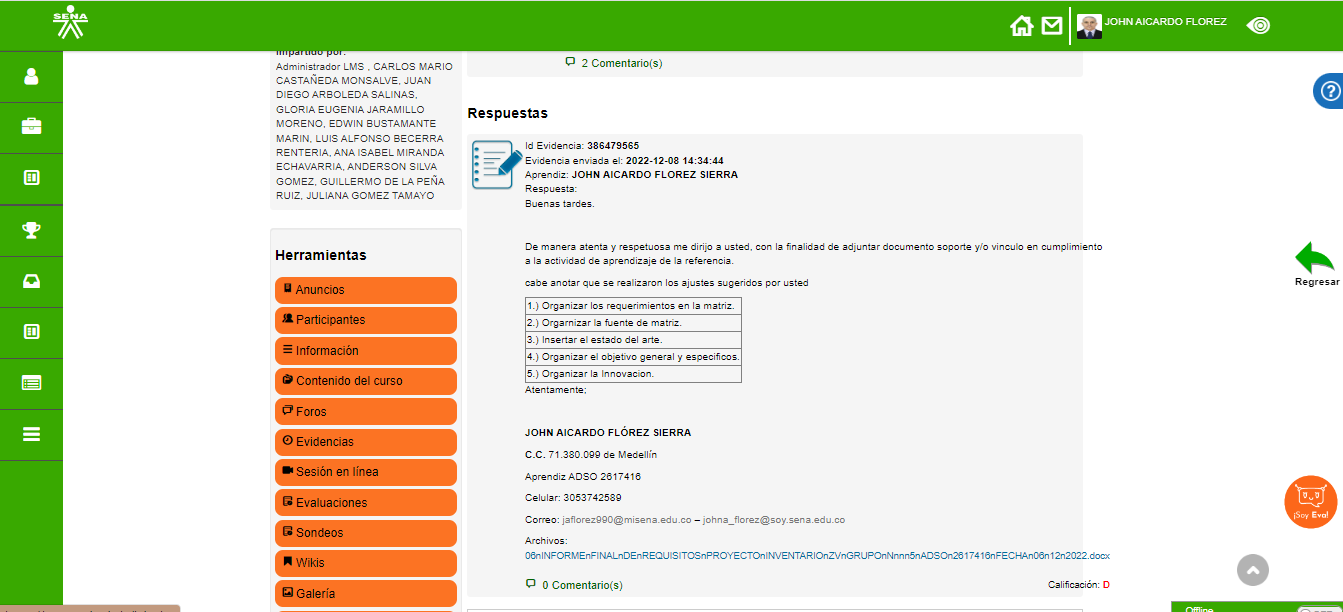 SENA
JOHN AICARDO FLOREZ
Impartido por:
Administrador LMS , CARLOS MARIO
CASTAÑEDA MONSALVE, JUAN
DIEGO ARBOLEDA SALINAS,
GLORIA EUGENIA JARAMILLO
MORENO, EDWIN BUSTAMANTE
MARIN, LUIS ALFONSO BECERRA
RENTERIA, ANA ISABEL MIRANDA
ECHAVARRIA, ANDERSON SILVA
GOMEZ, GUILLERMO DE LA PEÑA
RUIZ, JULIANA GOMEZ TAMAYO
Herramientas
Anuncios
Participantes
Información
Contenido del curso
Foros
Evidencias
Sesión en línea
Evaluaciones
Sondeos
Wikis
Galería
2 Comentario(s)
Respuestas
Id Evidencia: 386479565
Evidencia enviada el: 2022-12-08 14:34:44
Aprendiz: JOHN AICARDO FLOREZ SIERRA
Respuesta:
Buenas tardes.
De manera atenta y respetuosa me dirijo a usted, con la finalidad de adjuntar documento soporte y/o vinculo en cumplimiento
a la actividad de aprendizaje de la referencia.
cabe anotar que se realizaron los ajustes sugeridos por usted
1.) Organizar los requerimientos en la matriz.
2.) Orgarnizar la fuente de matriz.
3.) Insertar el estado del arte.
4.) Organizar el objetivo general y especificos.
5.) Organizar la Innovacion.
Atentamente;
JOHN AICARDO FLÓREZ SIERRA
C.C. 71.380.099 de Medellín
Aprendiz ADSO 2617416
Celular: 3053742589
Correo: jaflorez990@misena.edu.co – johna_florez@soy.sena.edu.co
Archivos:
06nINFORMEnFINALnDEnREQUISITOSnPROYECTOnINVENTARIOnZVnGRUPOnNnnn5nADSOn2617416nFECHAn06n12n2022.docx
0 Comentario(s)
Calificación: D
?
Regresar
¡Soy Eva!
Offline